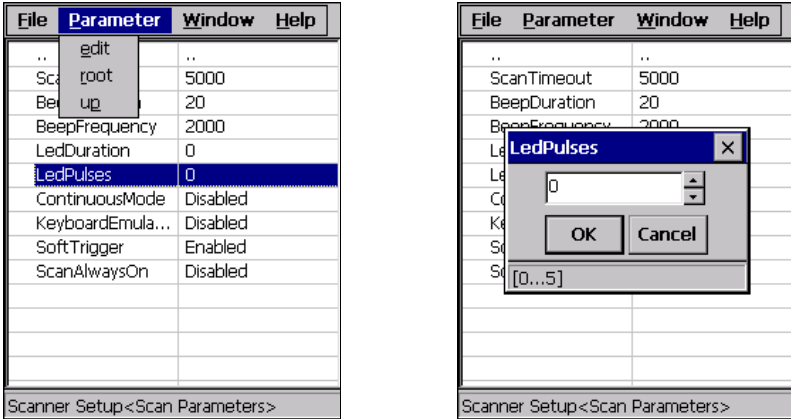 File Parameter Window Help
edit
root
up
.. ..
5000
20
BeepFrequency 2000
LedDuration 0
LedPulses 0
ContinuousMode Disabled
KeyboardEmula... Disabled
SoftTrigger Enabled
ScanAlwaysOn Disabled
Scanner Setup<Scan Parameters>
File Parameter Window Help
.. ..
ScanTimeout 5000
BeepDuration 20
BeepFrequency 2000
LedPulses
0
OK Cancel
[0...5]
Scanner Setup<Scan Parameters>